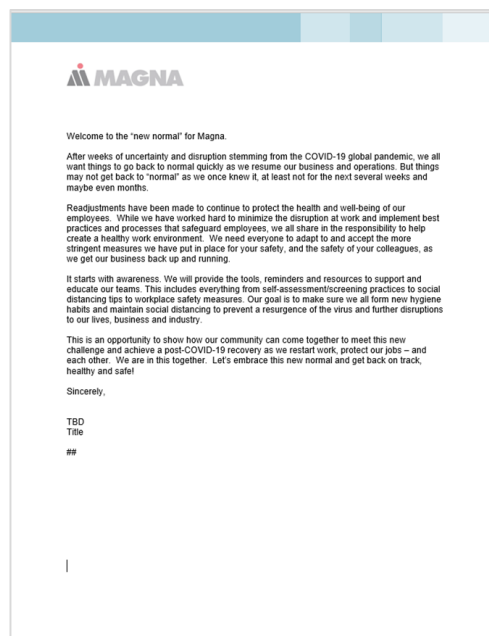 MAGNA
Welcome to the “new normal” for Magna.
After weeks of uncertainty and disruption stemming from the COVID-19 global pandemic, we all
want things to go back to normal quickly as we resume our business and operations. But things
may not get back to “normal” as we once knew it, at least not for the next several weeks and
maybe even months.
Readjustments have been made to continue to protect the health and well-being of our
employees.  While we have worked hard to minimize the disruption at work and implement best
practices and processes that safeguard employees, we all share in the responsibility to help
create a healthy work environment.  We need everyone to adapt to and accept the more
stringent measures we have put in place for your safety, and the safety of your colleagues, as
we get our business back up and running.
It starts with awareness. We will provide the tools, reminders and resources to support and
educate our teams. This includes everything from self-assessment/screening practices to social
distancing tips to workplace safety measures. Our goal is to make sure we all form new hygiene
habits and maintain social distancing to prevent a resurgence of the virus and further disruptions
to our lives, business and industry.
This is an opportunity to show how our community can come together to meet this new
challenge and achieve a post-COVID-19 recovery as we restart work, protect our jobs – and
each other.  We are in this together.  Let’s embrace this new normal and get back on track,
healthy and safe!
Sincerely,
TBD
Title
##